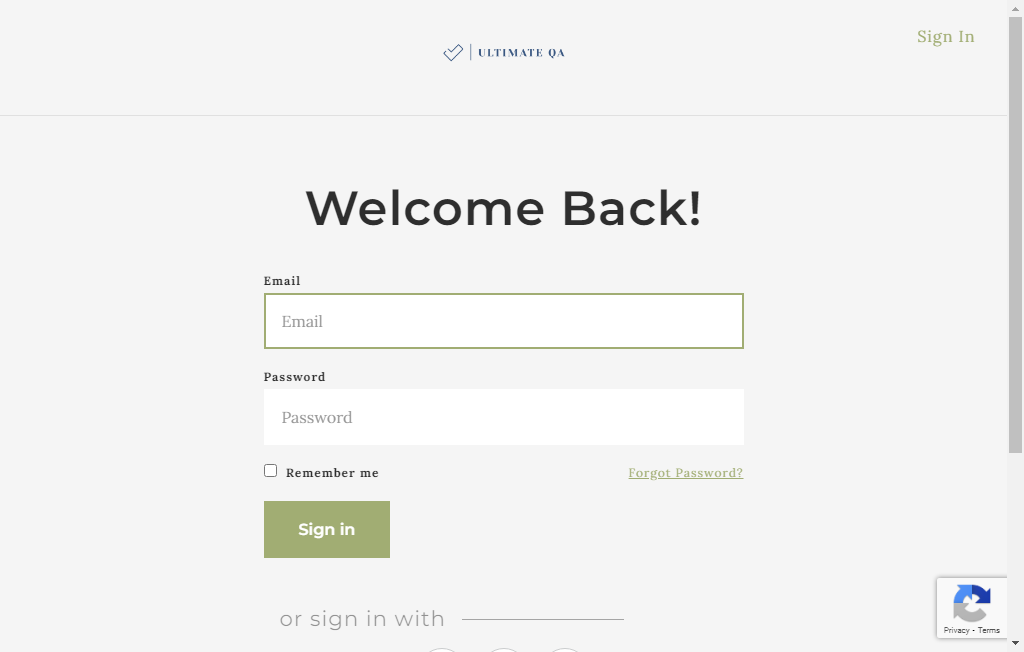 ULTIMATE QA
Sign In
Welcome Back!
Email
Email
Password
Password
Remember me
Forgot Password?
Sign in
or sign in with
Privacy - Terms